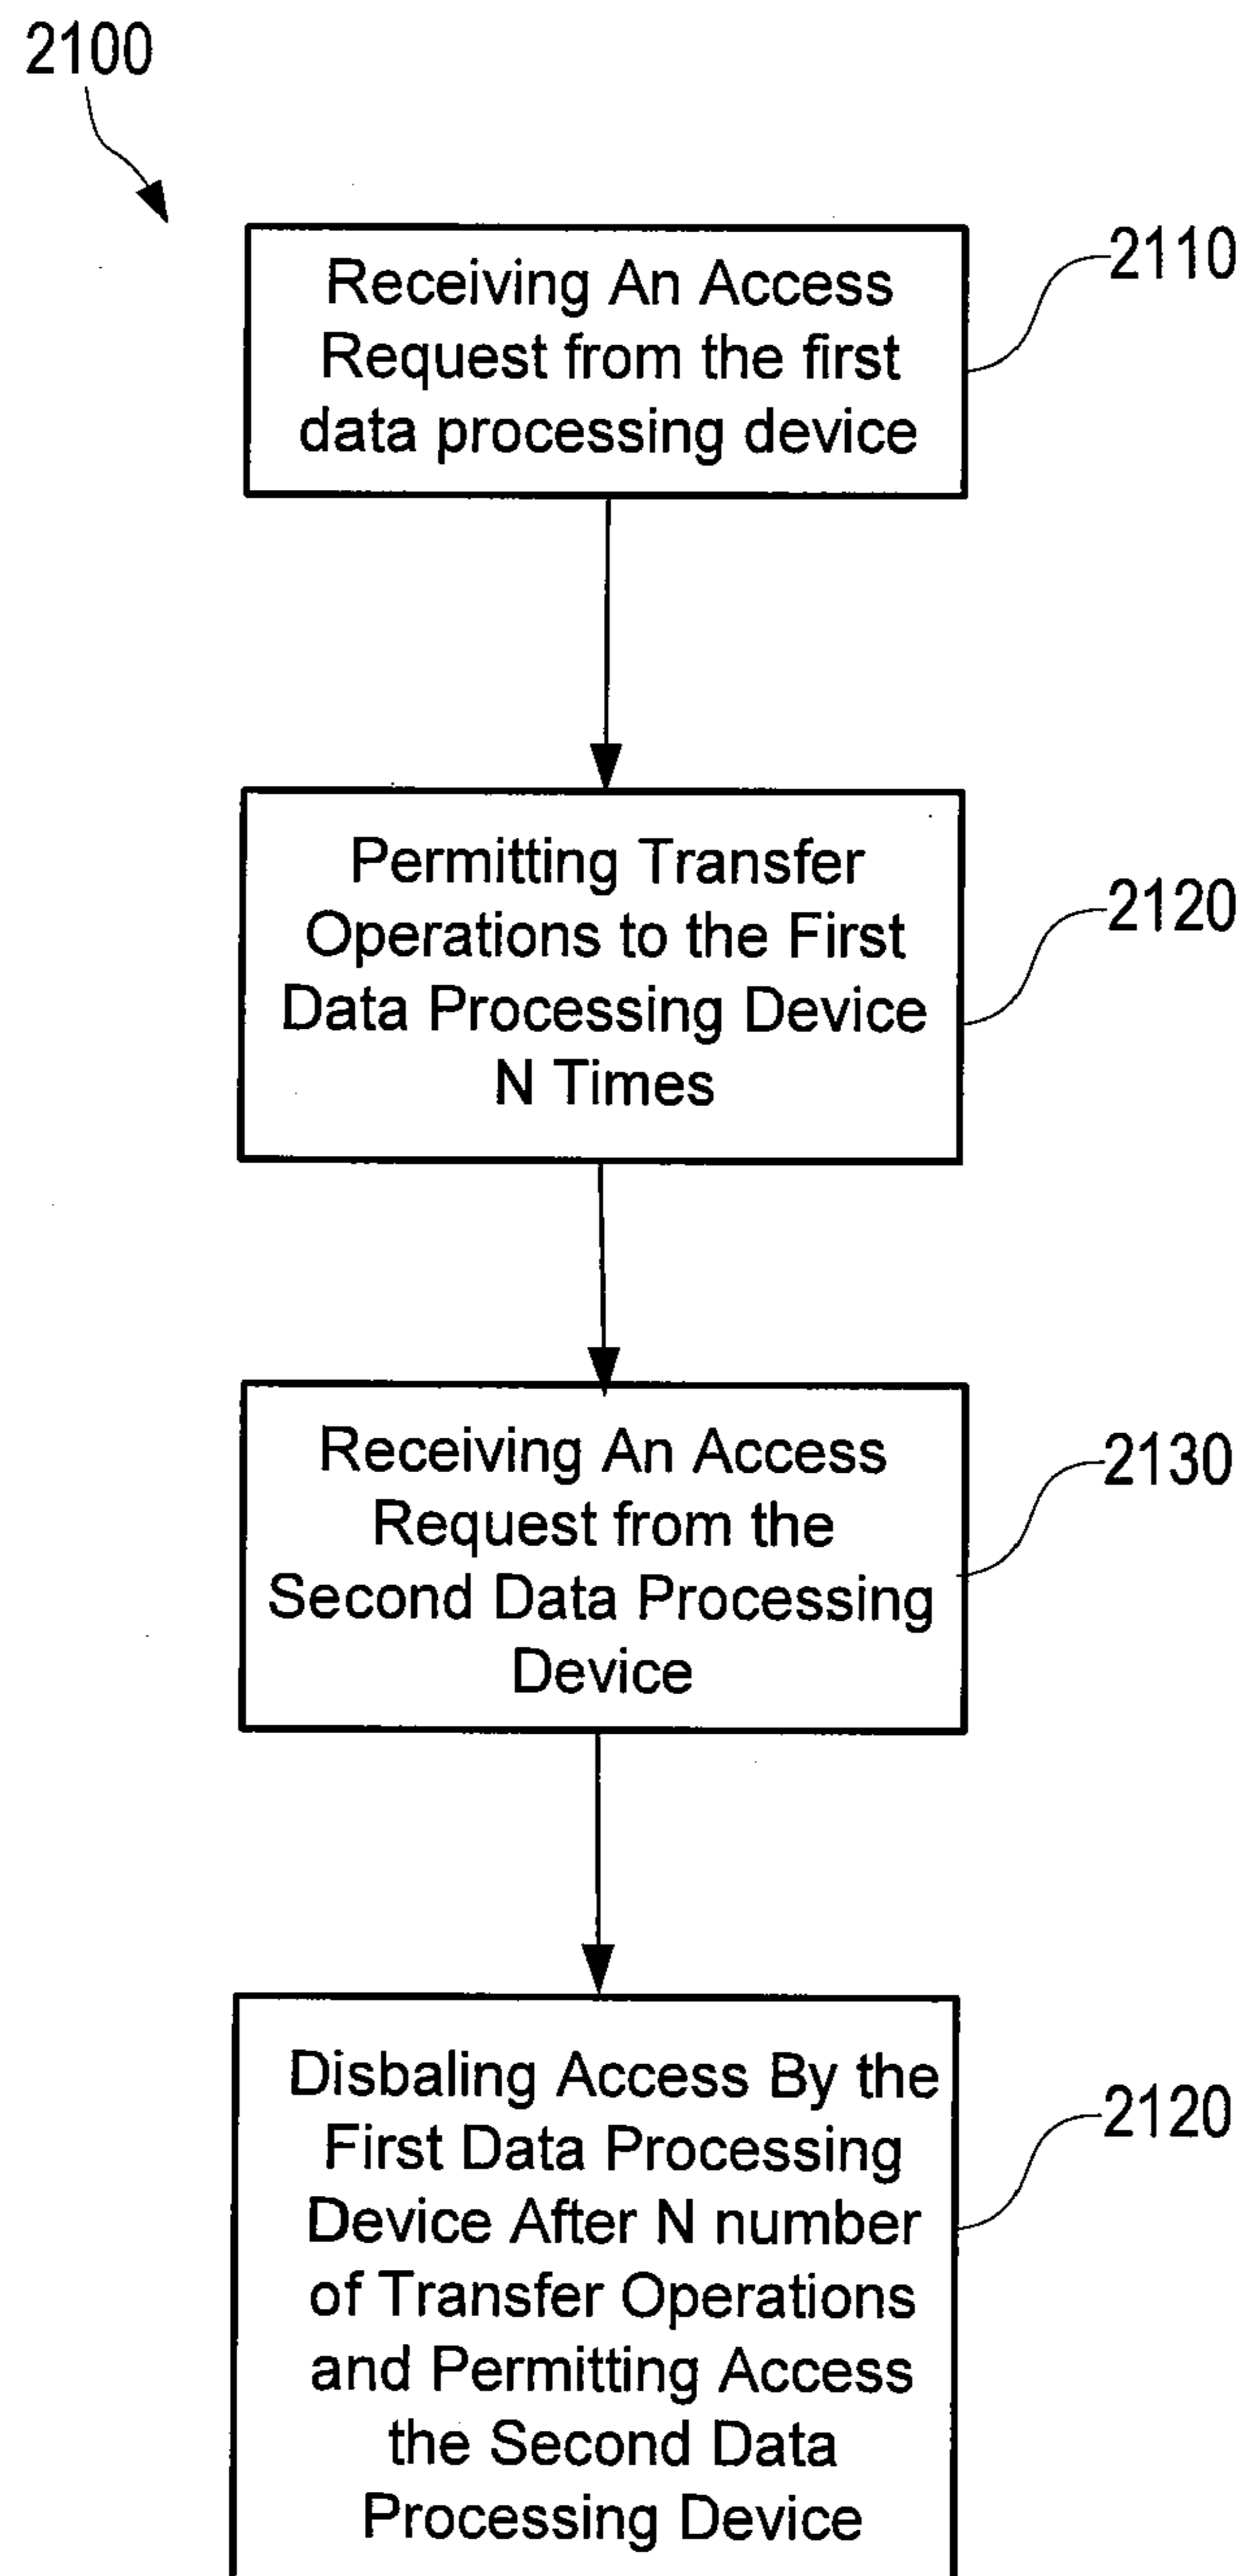 2100
Receiving An Access
Request from the first
data processing device
2110
Permitting Transfer
Operations to the First
Data Processing Device
N Times
2120
Receiving An Access
Request from the
Second Data Processing
Device
2130
Disbaling Access By the
First Data Processing
Device After N number
of Transfer Operations
and Permitting Access
the Second Data
Processing Device
2120